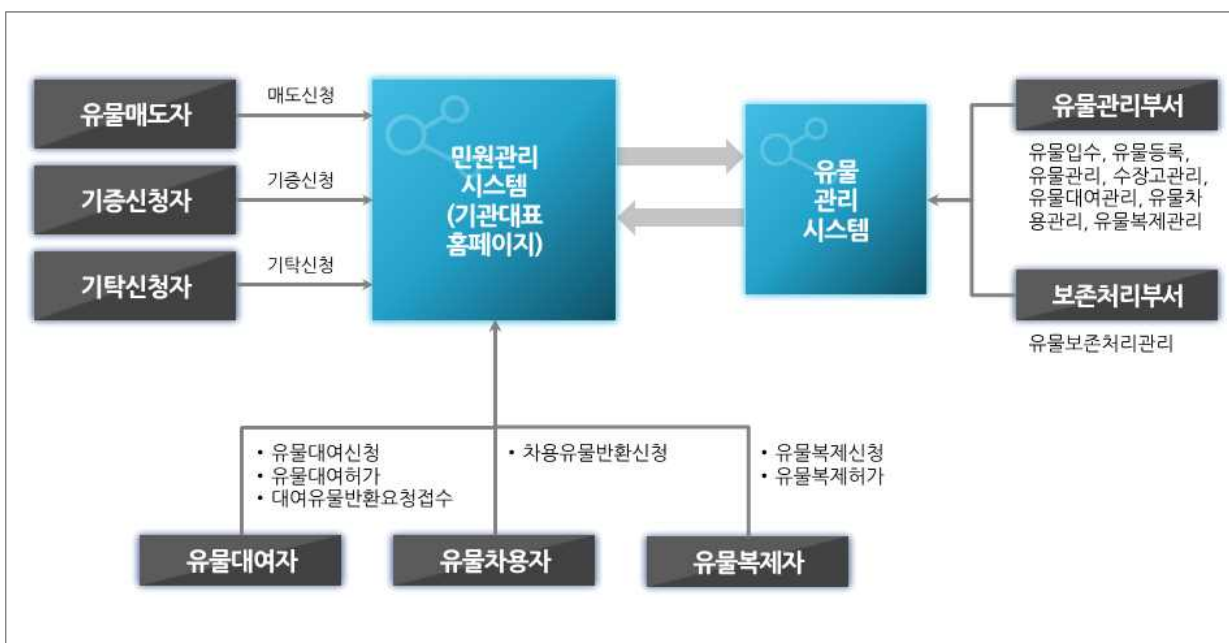 유물매도자
매도신청
기증신청자
기증신청
기탁신청자
기탁신청
민원관리
시스템
(기관대표
홈페이지)
유물
관리
시스템
유물관리부서
유물입수, 유물등록,
유물관리, 수장고관리,
유물대여관리, 유물차
용관리, 유물복제관리
보존처리부서
유물보존처리관리
• 유물대여신청
• 유물대여허가
• 대여유물반환요청접수
• 차용유물반환신청
• 유물복제신청
• 유물복제허가
유물대여자
유물차용자
유물복제자